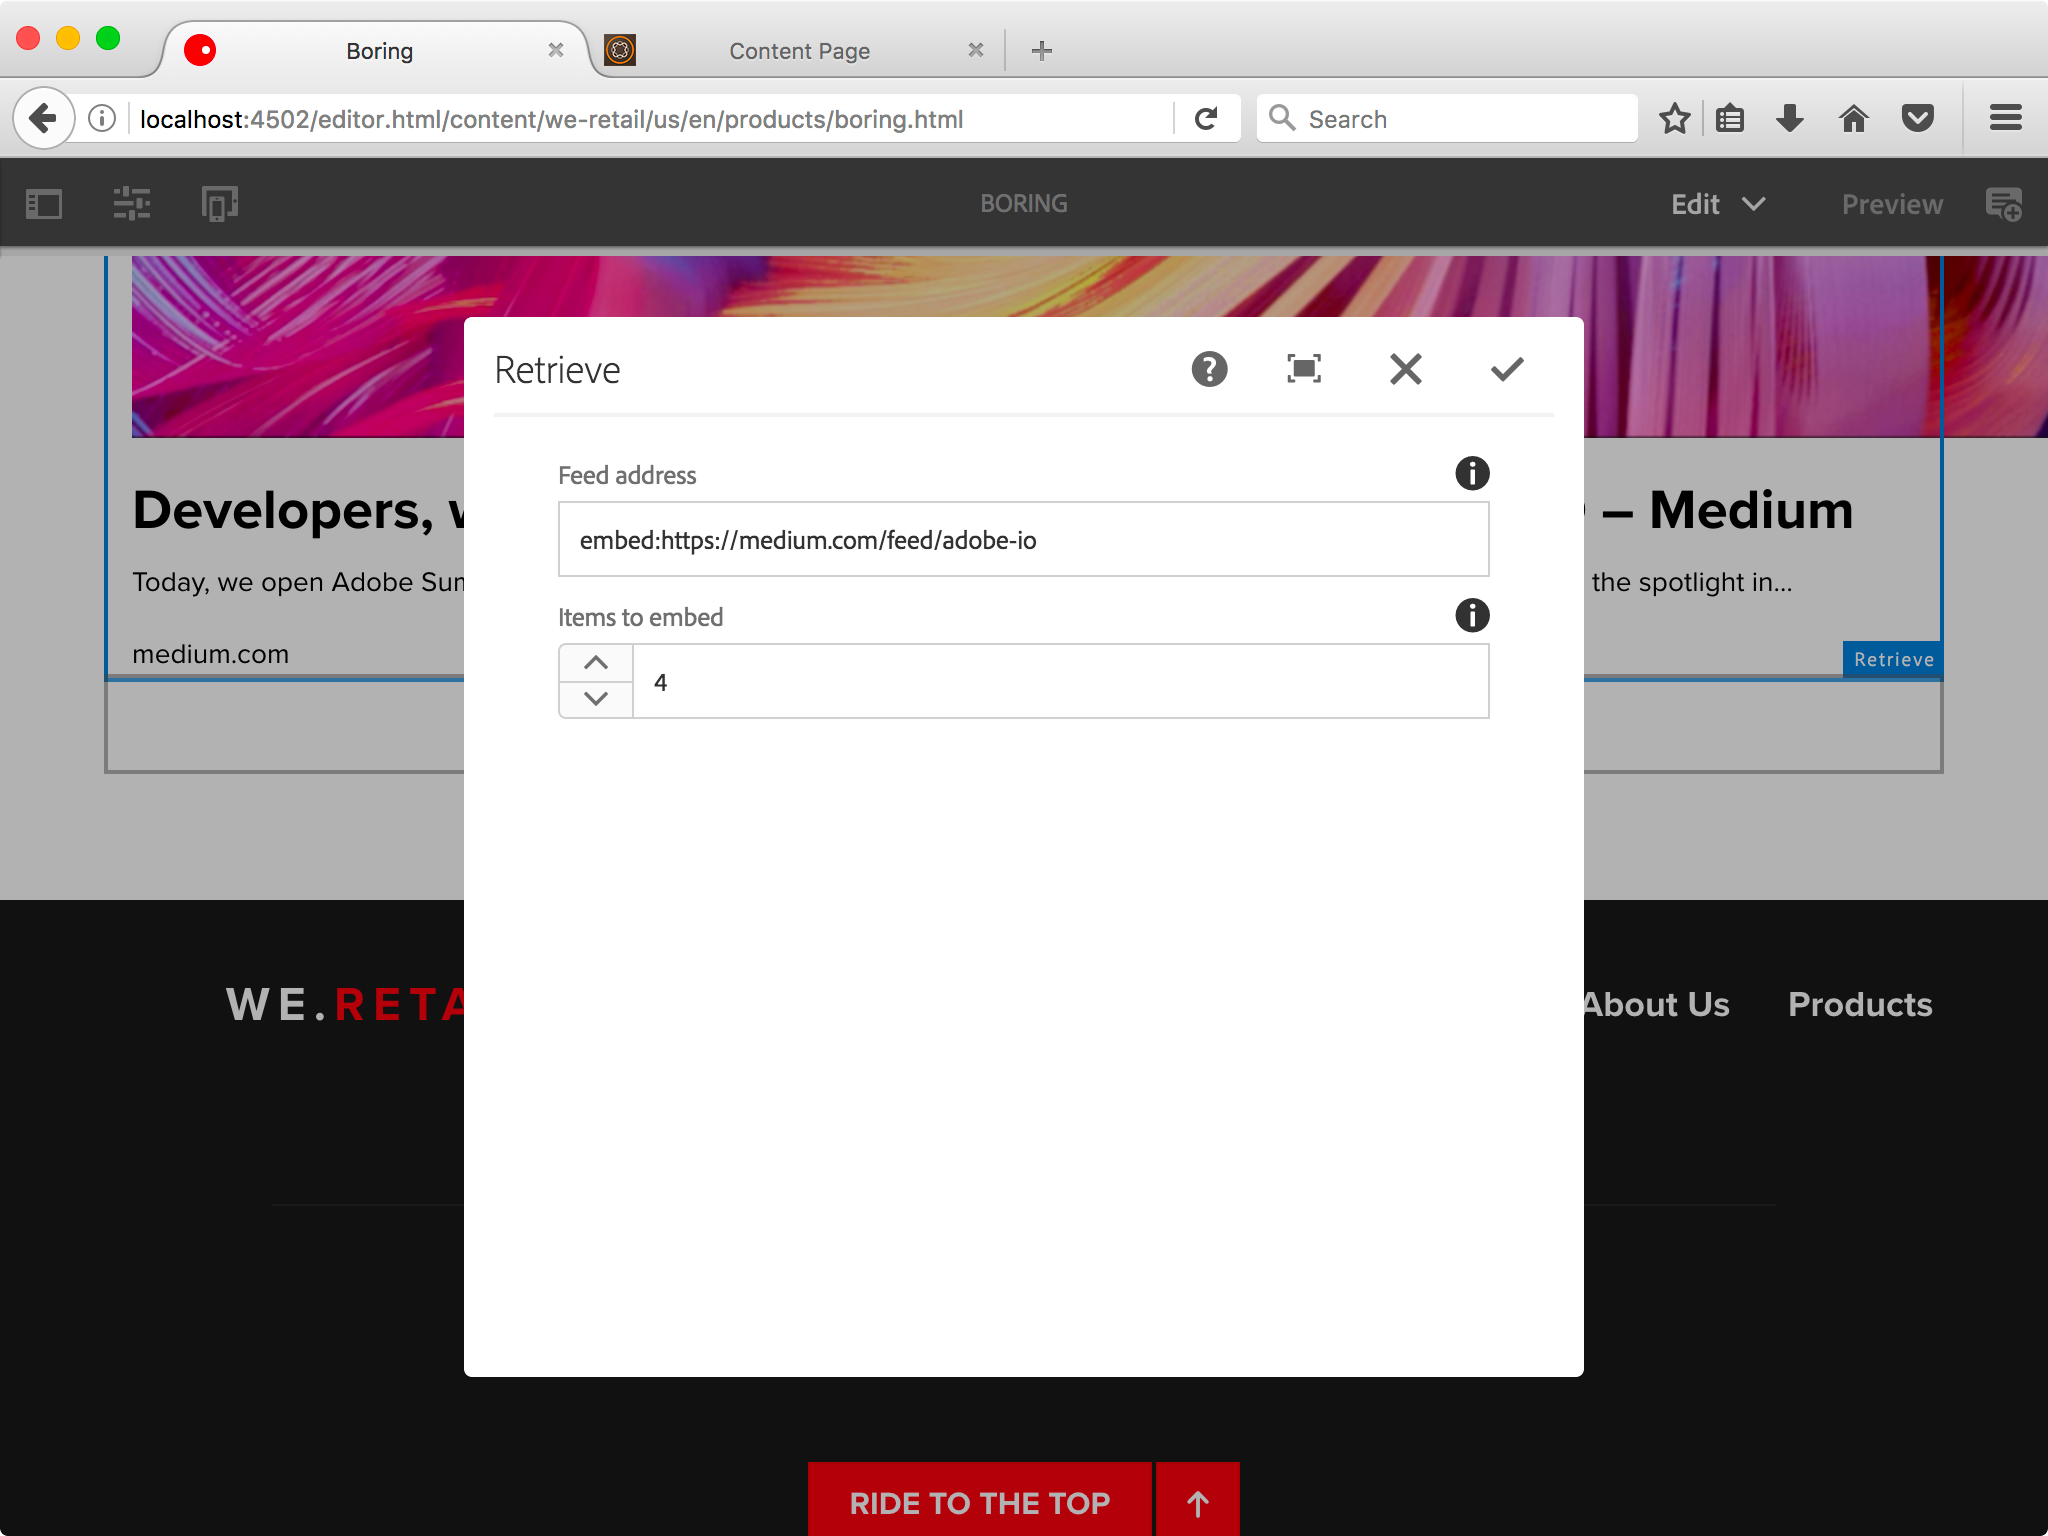 Boring
Content Page
localhost:4502/editor.html/content/we-retail/us/en/products/boring.html
Search
BORING
Edit
Preview
Retrieve
Feed address
embed:https://medium.com/feed/adobe-io
Items to embed
4
Developers,
– Medium
Today, we open Adobe
the spotlight in...
medium.com
Retrieve
WE.RETA
About Us
Products
RIDE TO THE TOP